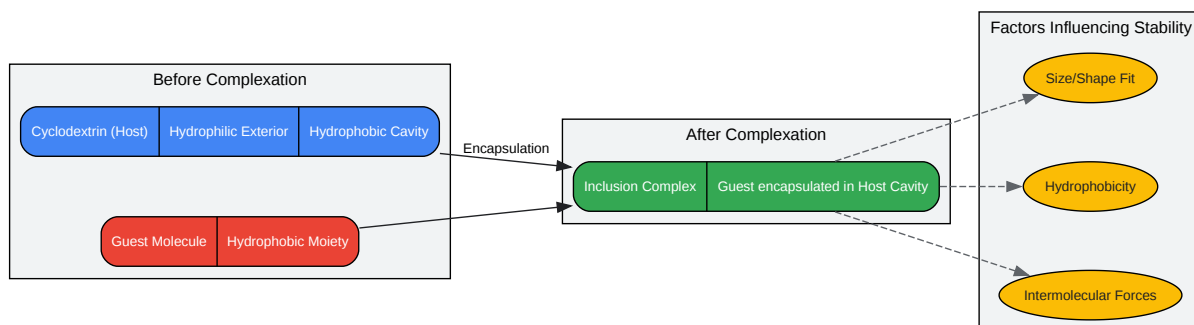 Before Complexation
Cyclodextrin (Host)
Hydrophilic Exterior
Hydrophobic Cavity
Guest Molecule
Hydrophobic Moiety
Encapsulation
After Complexation
Inclusion Complex
Guest encapsulated in Host Cavity
Factors Influencing Stability
Size/Shape Fit
Hydrophobicity
Intermolecular Forces